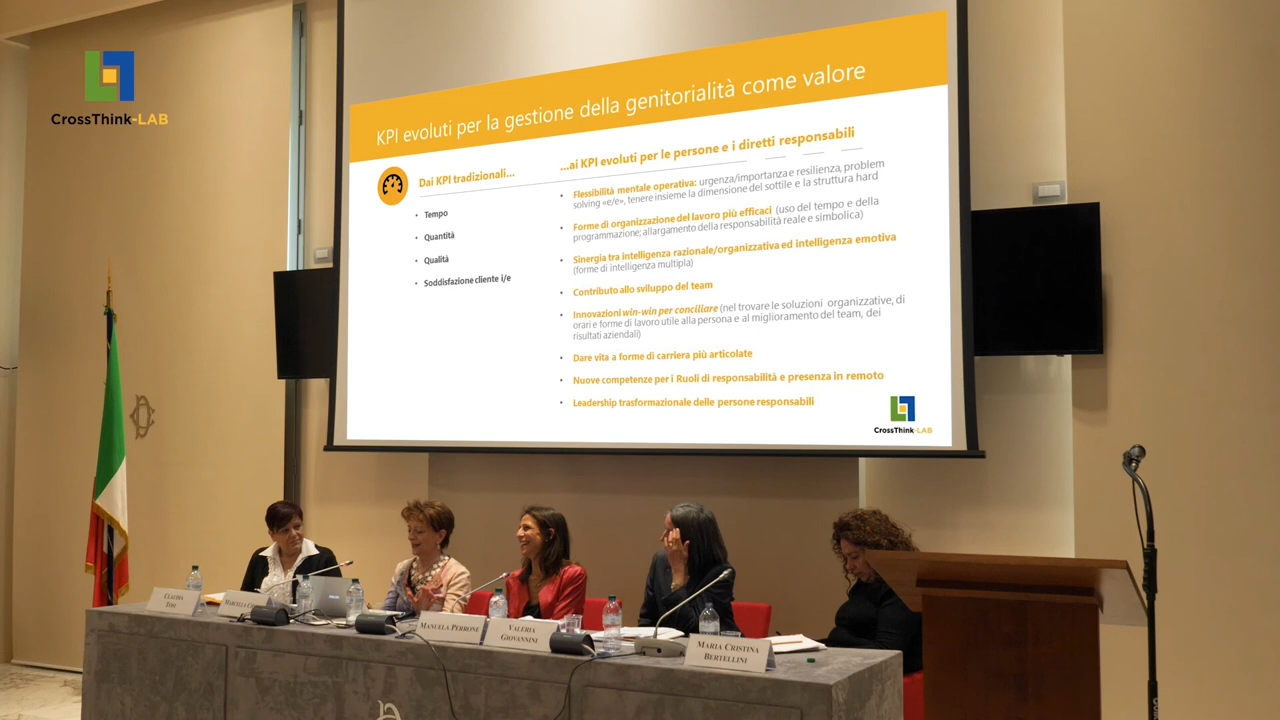 CrossThink-LAB
KPI evoluti per la gestione della genitorialità come valore
Dai KPI tradizionali...
• Tempo
• Quantità
• Qualità
• Soddisfazione cliente i/e
...ai KPI evoluti per le persone e i diretti responsabili
• Flessibilità mentale operativa: urgenza/importanza e resilienza, problem
solving «e/e», tenere insieme la dimensione del sottile e la struttura hard
• Forme di organizzazione del lavoro più efficaci (uso del tempo e della
programmazione; allargamento della responsabilità reale e simbolica)
• Sinergia tra intelligenza razionale/organizzativa ed intelligenza emotiva
(forme di intelligenza multipla)
• Contributo allo sviluppo del team
• Innovazioni win-win per conciliare (nel trovare le soluzioni organizzative, di
orari e forme di lavoro utile alla persona e al miglioramento del team, dei
risultati aziendali)
• Dare vita a forme di carriera più articolate
• Nuove competenze per i Ruoli di responsabilità e presenza in remoto
• Leadership trasformazionale delle persone responsabili
CrossThink-LAB
CLAUDIA
MARCELLA
MANUELA PERRONE
VALERIA
GIOVANNINI
MARIA CRISTINA
BERTELLINI